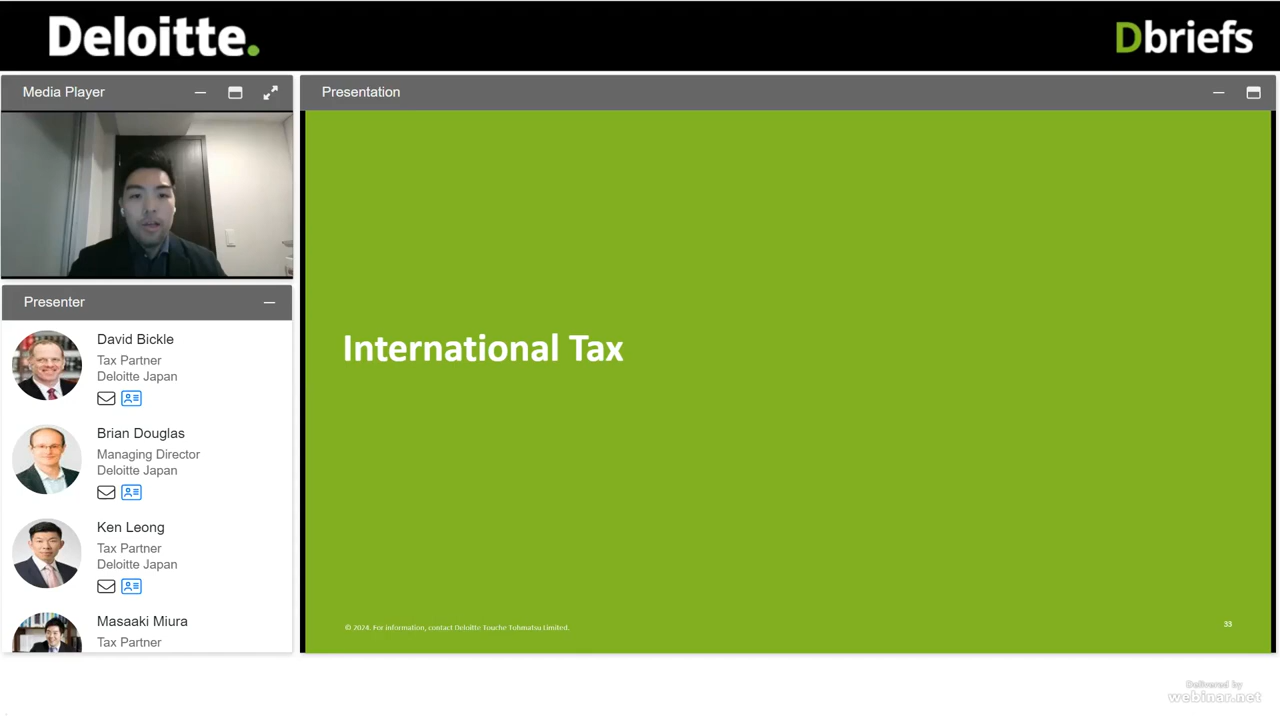 Deloitte.
Dbriefs
Media Player
Presentation
International Tax
© 2024. For information, contact Deloitte Touche Tohmatsu Limited.
33
Presenter
David Bickle
Tax Partner
Deloitte Japan
Brian Douglas
Managing Director
Deloitte Japan
Ken Leong
Tax Partner
Deloitte Japan
Masaaki Miura
Tax Partner
Delivered by
webinar.net